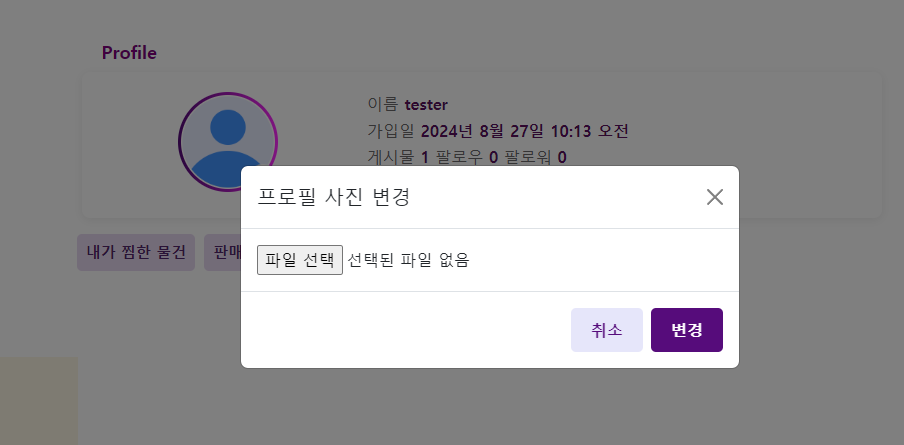 Profile
이름 tester
가입일 2024년 8월 27일 10:13 오전
게시물 1 팔로우 0 팔로워 0
프로필 사진 변경
내가 찜한 물건 판매
파일 선택 선택된 파일 없음
취소 변경